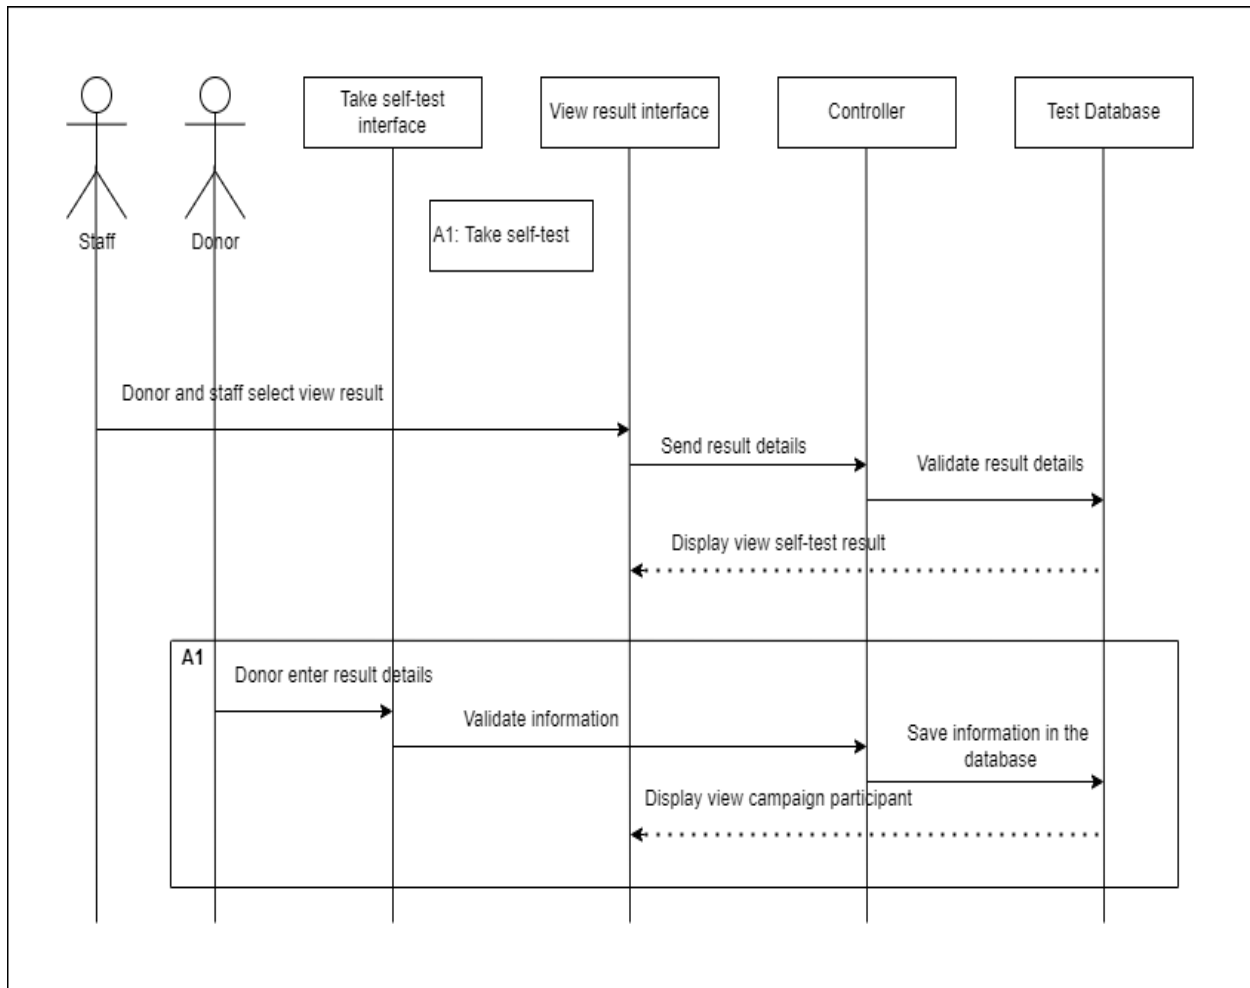 Take self-test
interface
View result interface
Controller
Test Database
Staff
Donor
A1: Take self-test
Donor and staff select view result
Send result details
Validate result details
Display view self-test result
A1
Donor enter result details
Validate information
Save information in the
database
Display view campaign participant